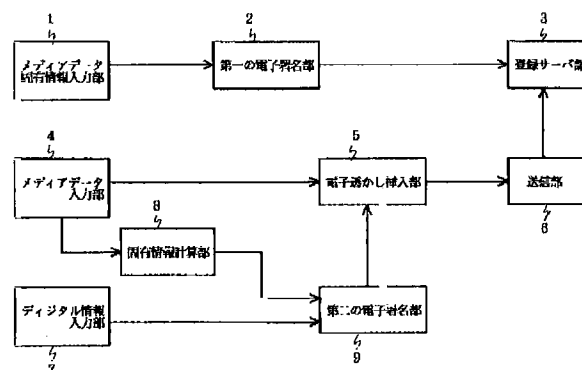 1
2
3
メディアデータ
固有情報入力部
第一の電子署名部
登録サーバ部
4
5
メディアデータ
入力部
電子透かし挿入部
送信部
8
6
固有情報計算部
ディジタル情報
入力部
第二の電子署名部
7
9